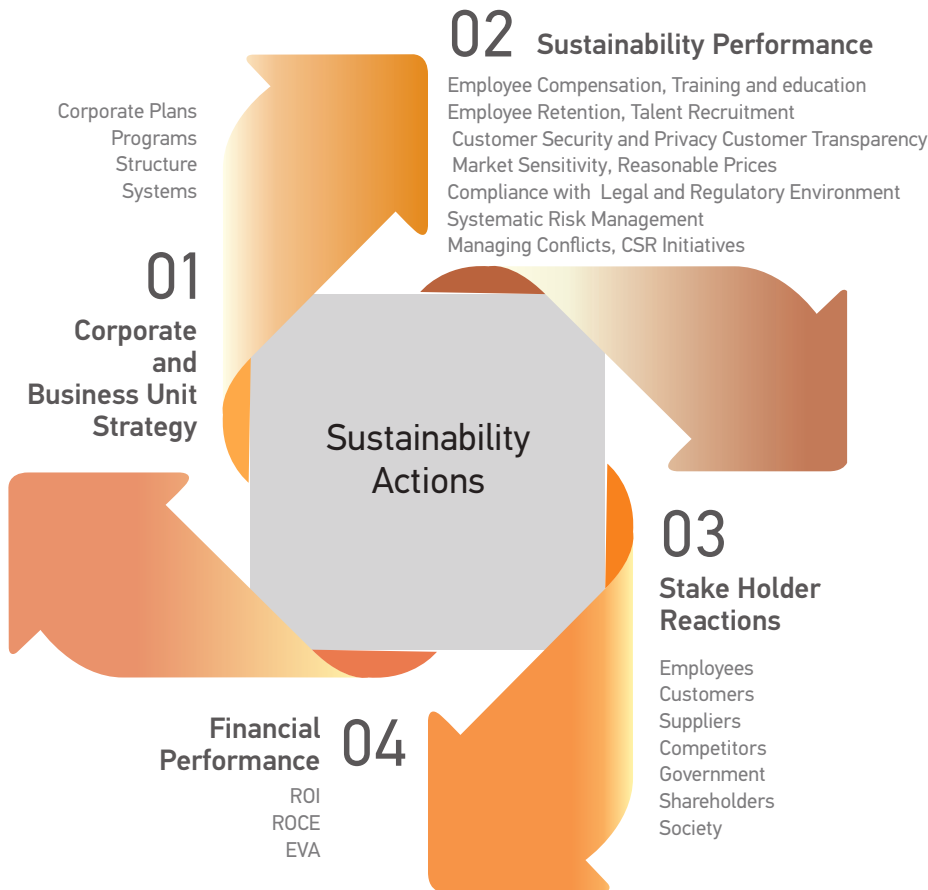 01
Corporate
and
Business Unit
Strategy
Corporate Plans
Programs
Structure
Systems
02 Sustainability Performance
Employee Compensation, Training and education
Employee Retention, Talent Recruitment
Customer Security and Privacy Customer Transparency
Market Sensitivity, Reasonable Prices
Compliance with Legal and Regulatory Environment
Systematic Risk Management
Managing Conflicts, CSR Initiatives
Sustainability
Actions
03
Stake Holder
Reactions
Employees
Customers
Suppliers
Competitors
Government
Shareholders
Society
04
Financial
Performance
ROI
ROCE
EVA